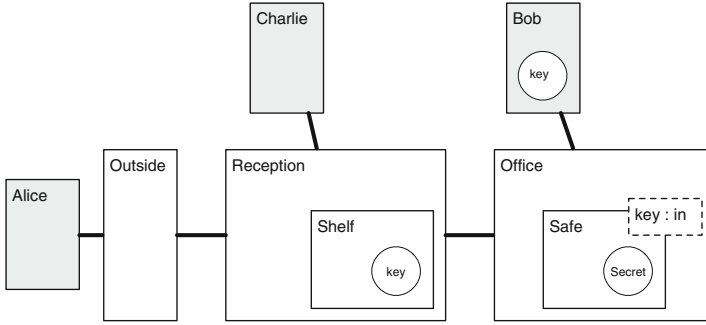 Charlie
Bob
key
Outside
Reception
Office
Alice
Shelf
key
Safe
key : in
Secret